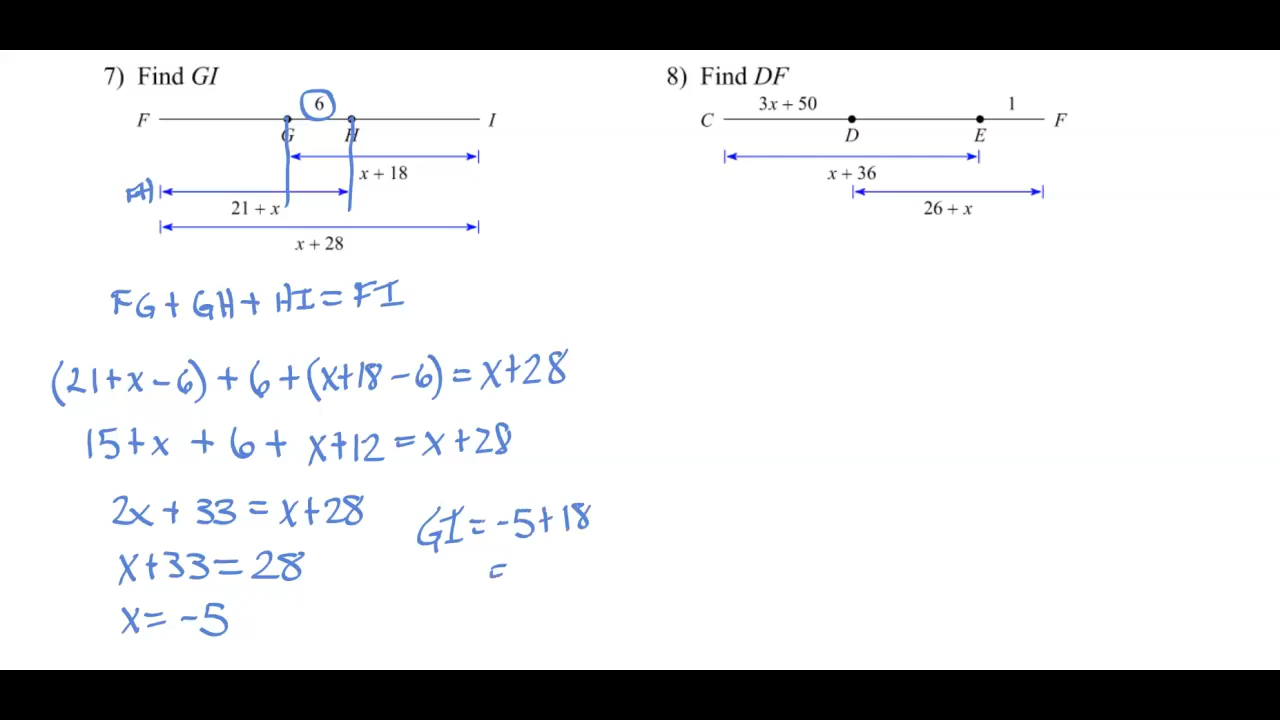 7) Find GI
6
F G H I
x + 18
FH
21 + x
x + 28
FG + GH + HI = FI
(21+x-6) + 6 + (x+18-6) = x+28
15+x + 6 + x+12 = x+28
2x + 33 = x+28
x+33 = 28
x = -5
GI = -5+18
=
8) Find DF
3x + 50 1
C D E F
x + 36
26 + x